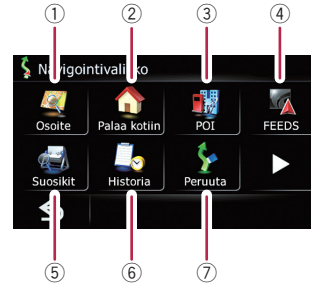 ① ② ③ ④
Navigointivalikko
Osoite Palaa kotiin POI FEEDS
Suosikit Historia Peruuta
⑤ ⑥ ⑦